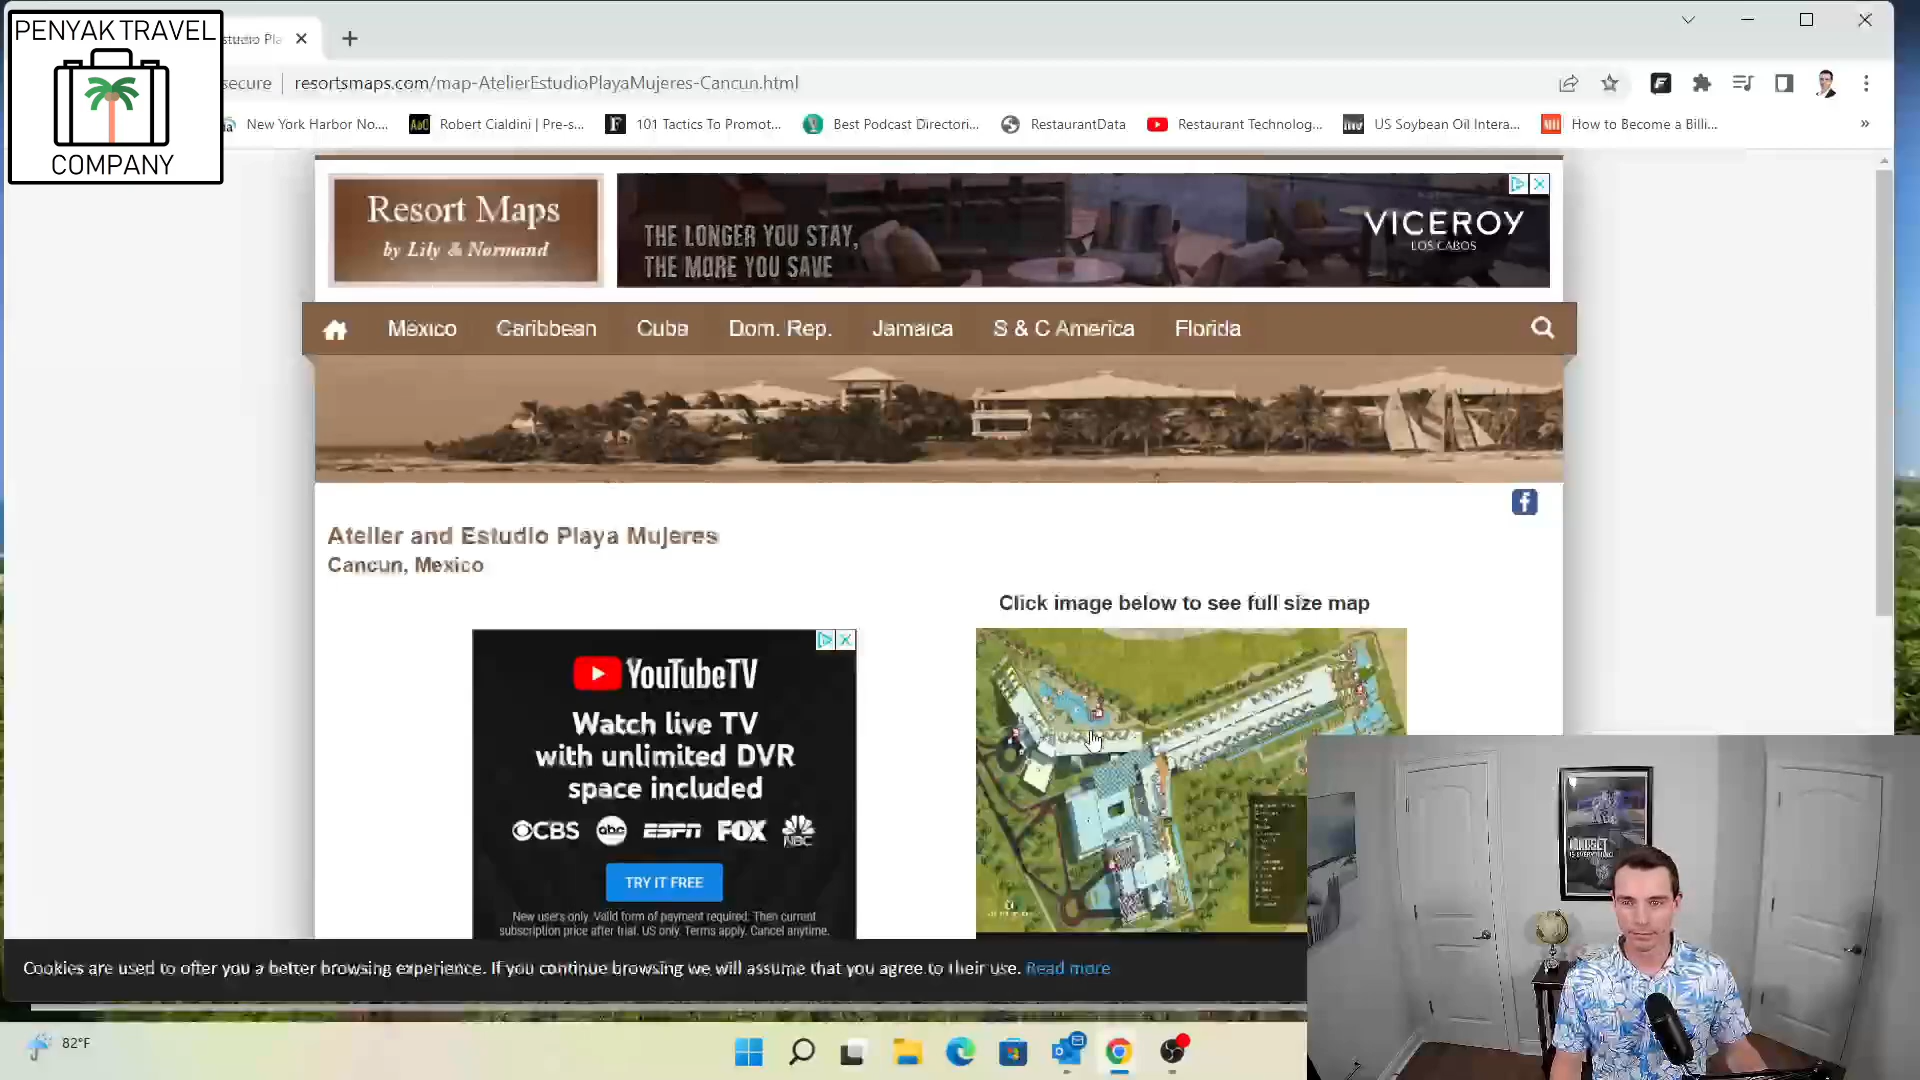 PENYAK TRAVEL
COMPANY
studio Pla
secure
resortsmaps.com/map-AtelierEstudioPlayaMujeres-Cancun.html
New York Harbor No...
Robert Cialdini | Pre-s...
101 Tactics To Promot...
Best Podcast Directori...
RestaurantData
Restaurant Technolog...
US Soybean Oil Intera...
How to Become a Billi...
Resort Maps
by Lily & Normand
THE LONGER YOU STAY,
THE MORE YOU SAVE
VICEROY
LOS CABOS
Mexico
Caribbean
Cuba
Dom. Rep.
Jamaica
S & C America
Florida
Atelier and Estudio Playa Mujeres
Cancun, Mexico
Click image below to see full size map
YouTubeTV
Watch live TV
with unlimited DVR
space included
CBS abc ESPN FOX NBC
TRY IT FREE
New users only. Valid form of payment required. Then current
subscription price after trial. US only. Terms apply. Cancel anytime.
MINDSET
IS EVERYTHING
Cookies are used to offer you a better browsing experience. If you continue browsing we will assume that you agree to their use. Read more
82°F